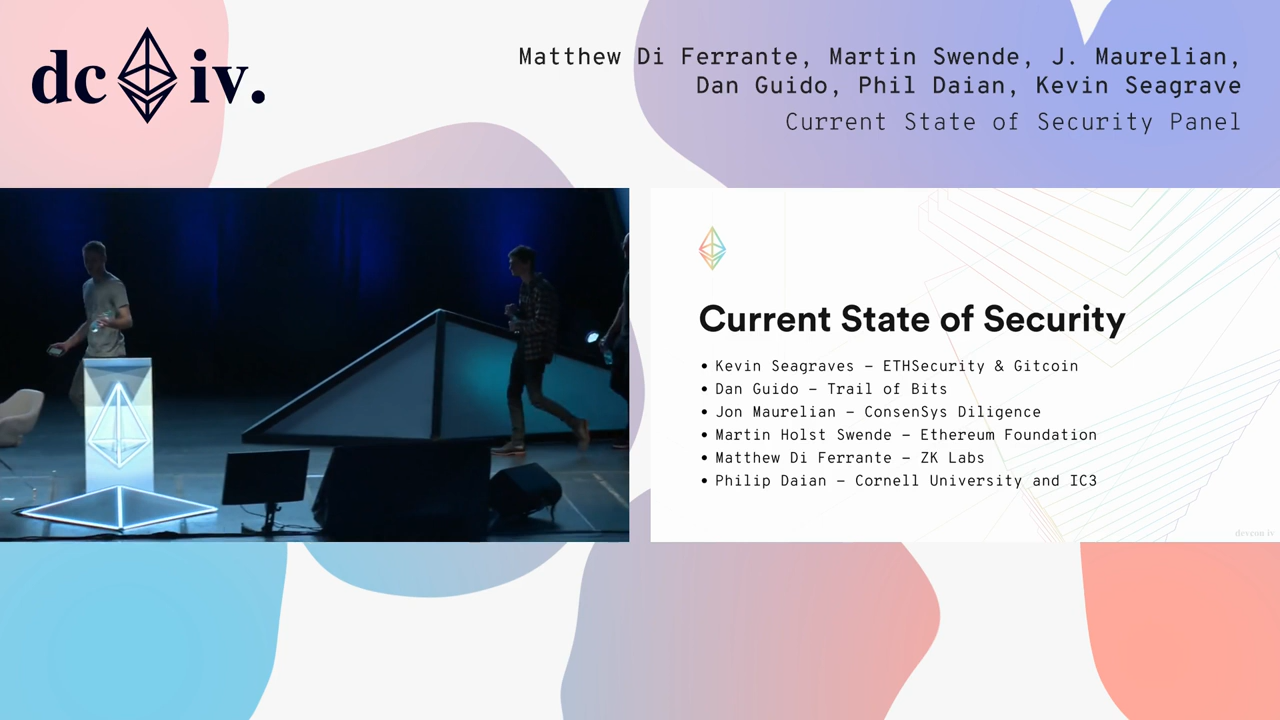 dc iv.
Matthew Di Ferrante, Martin Swende, J. Maurelian,
Dan Guido, Phil Daian, Kevin Seagrave
Current State of Security Panel
Current State of Security
• Kevin Seagraves – ETHSecurity & Gitcoin
• Dan Guido – Trail of Bits
• Jon Maurelian – ConsenSys Diligence
• Martin Holst Swende – Ethereum Foundation
• Matthew Di Ferrante – ZK Labs
• Philip Daian – Cornell University and IC3
devcon iv